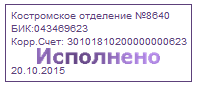 Костромское отделение №8640
БИК:043469623
Корр.Счет: 30101810200000000623
Исполнено
20.10.2015